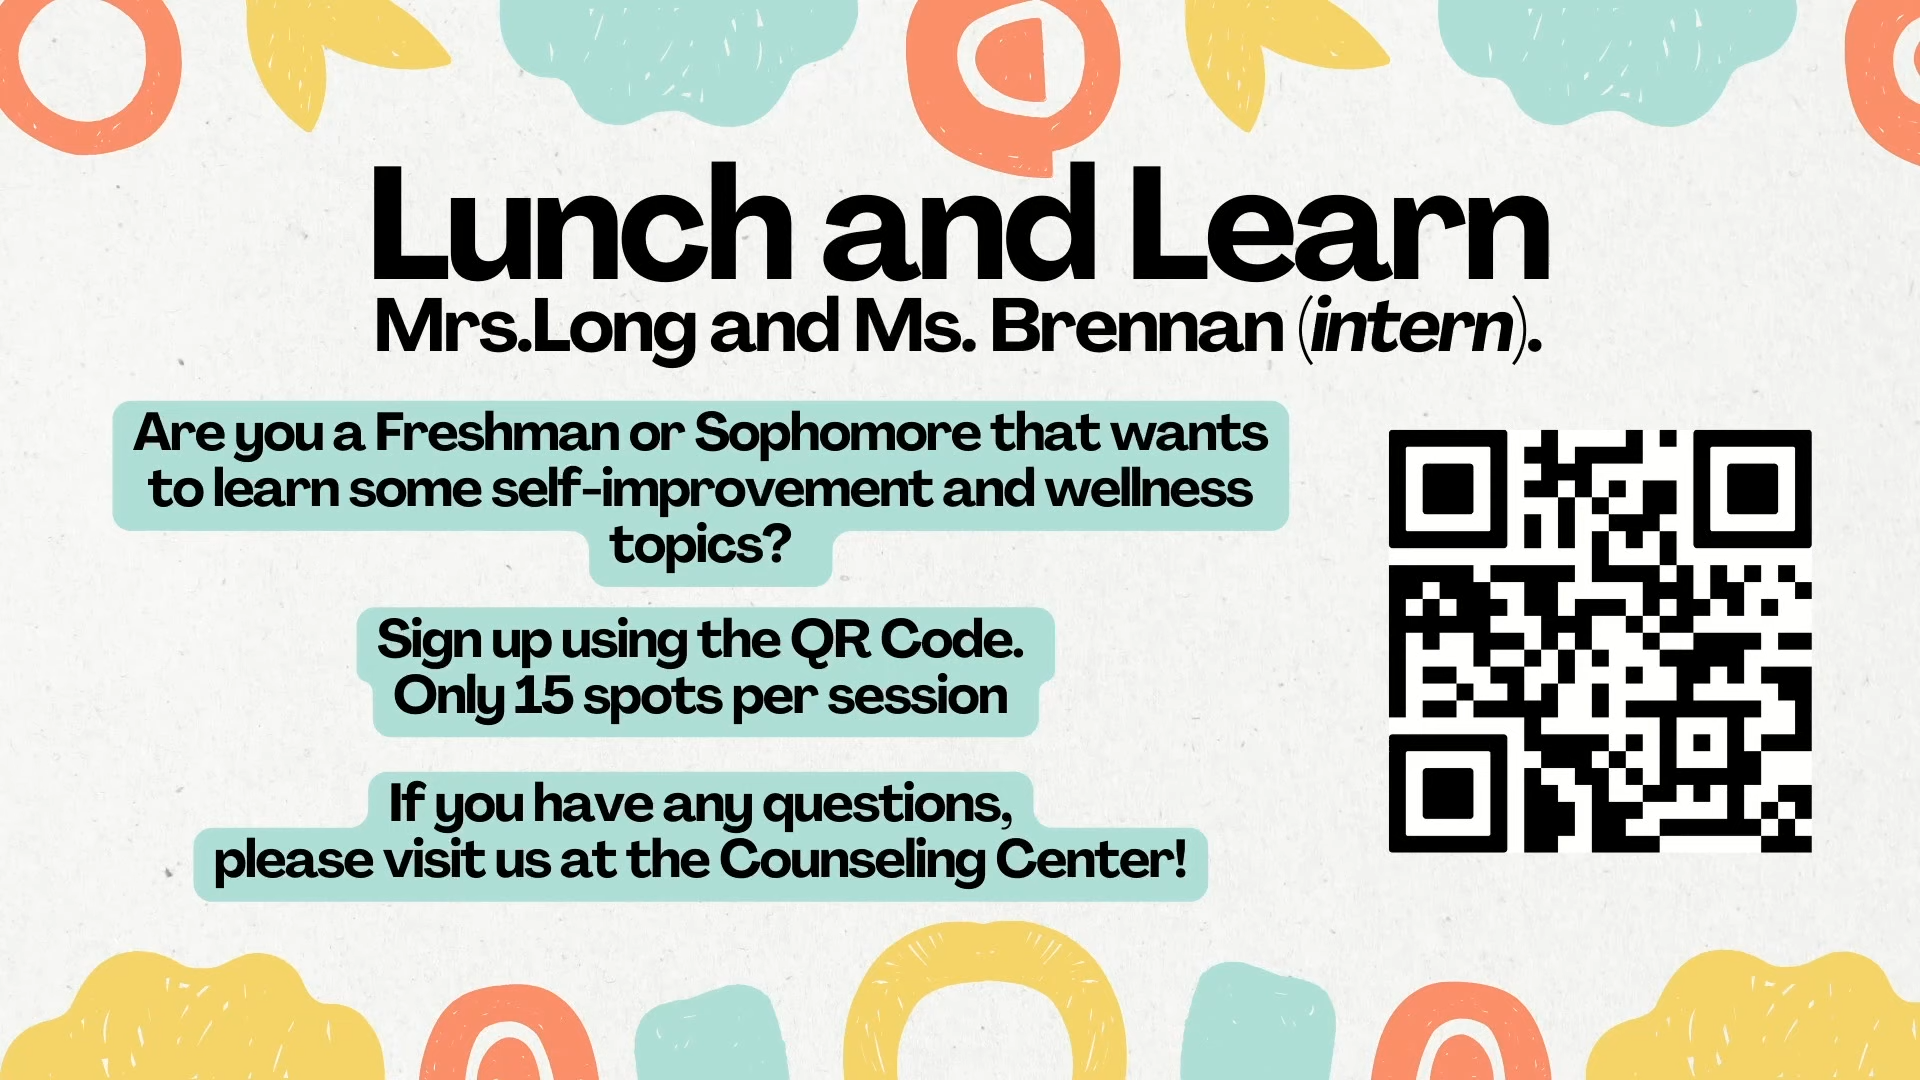 Lunch and Learn
Mrs.Long and Ms. Brennan (intern).
Are you a Freshman or Sophomore that wants
to learn some self-improvement and wellness
topics?
Sign up using the QR Code.
Only 15 spots per session
If you have any questions,
please visit us at the Counseling Center!